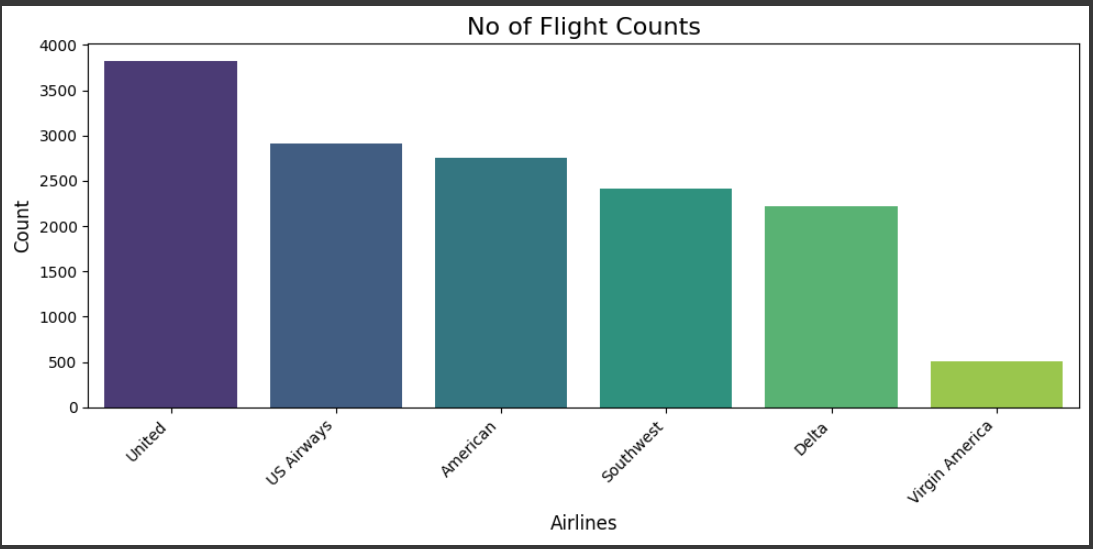 No of Flight Counts
4000
3500
3000
2500
2000
1500
1000
500
0
Count
United
US Airways
American
Southwest
Delta
Virgin America
Airlines